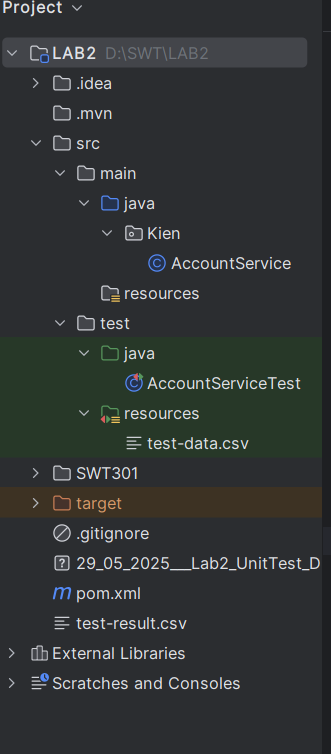 Project
LAB2 D:\SWT\LAB2
.idea
.mvn
src
main
java
Kien
AccountService
resources
test
java
AccountServiceTest
resources
test-data.csv
SWT301
target
.gitignore
29_05_2025___Lab2_UnitTest_D
pom.xml
test-result.csv
External Libraries
Scratches and Consoles